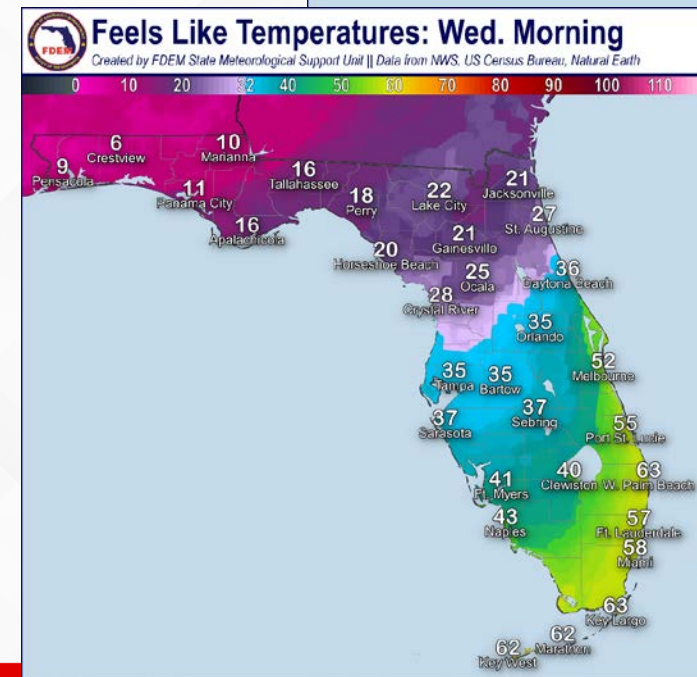 FDEM
Feels Like Temperatures: Wed. Morning
Created by FDEM State Meteorological Support Unit || Data from NWS, US Census Bureau, Natural Earth
0 10 20 32 40 50 60 70 80 90 100 110
6
Crestview
10
Marianna
9
Pensacola
11
Panama City
16
Tallahassee
16
Apalachicola
18
Perry
22
Lake City
21
Jacksonville
27
St. Augustine
20
Horseshoe Beach
21
Gainesville
25
Ocala
36
Daytona Beach
28
Crystal River
35
Orlando
35
Tampa
35
Bartow
52
Melbourne
37
Sarasota
37
Sebring
55
Port St. Lucie
41
Ft. Myers
40
Clewiston
63
W. Palm Beach
43
Naples
57
Ft. Lauderdale
58
Miami
63
Key Largo
62
Marathon
62
Key West